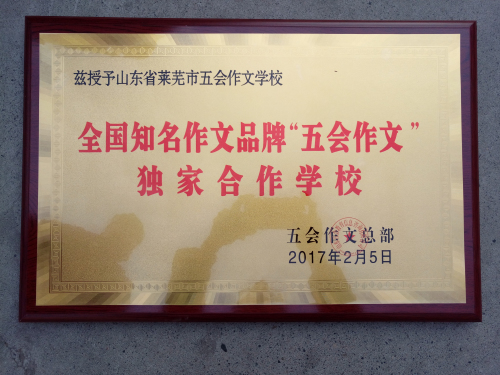 兹授予山东省莱芜市五会作文学校
全国知名作文品牌“五会作文”
独家合作学校
五会作文总部
2017年2月5日